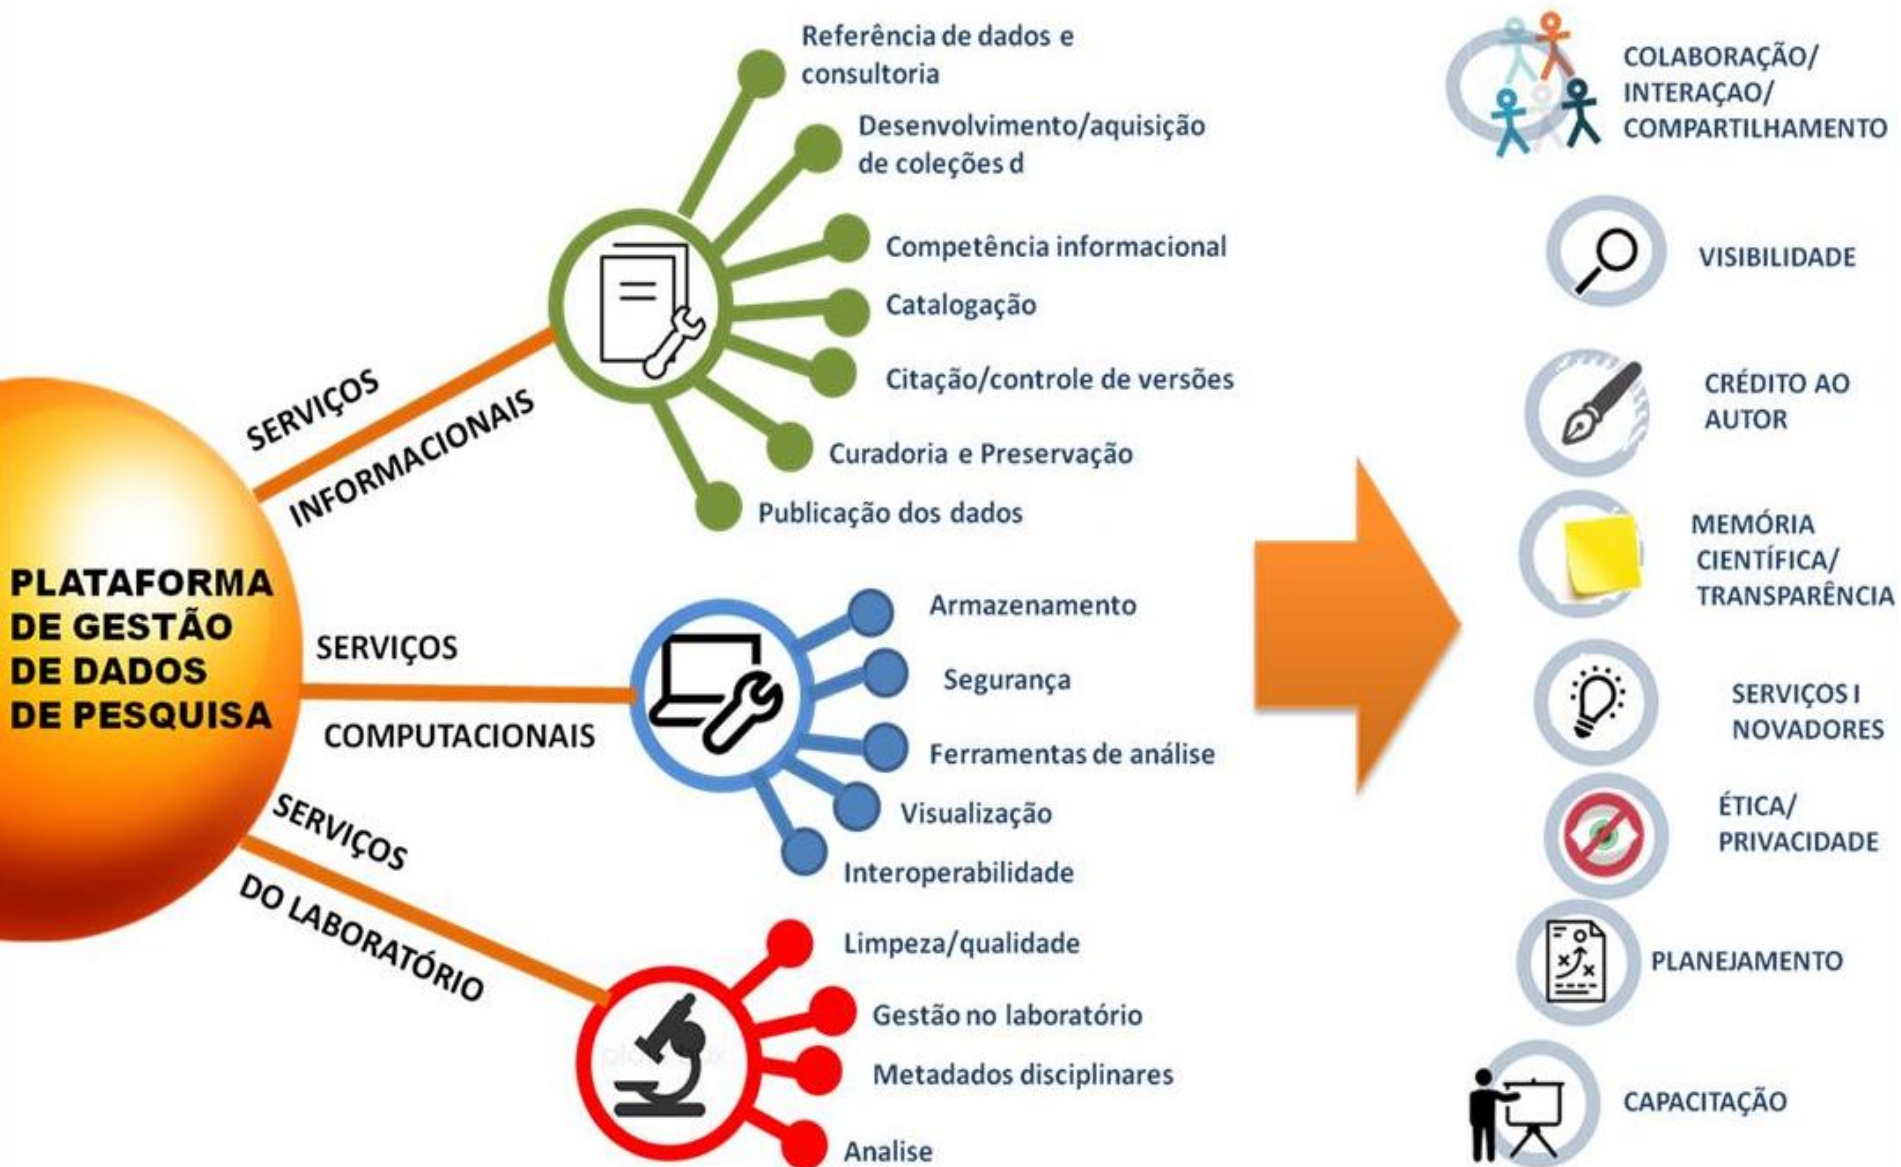 PLATAFORMA
DE GESTÃO
DE DADOS
DE PESQUISA
SERVIÇOS
INFORMACIONAIS
Referência de dados e
consultoria
Desenvolvimento/aquisição
de coleções d
Competência informacional
Catalogação
Citação/controle de versões
Curadoria e Preservação
Publicação dos dados
SERVIÇOS
COMPUTACIONAIS
Armazenamento
Segurança
Ferramentas de análise
Visualização
Interoperabilidade
SERVIÇOS
DO LABORATÓRIO
Limpeza/qualidade
Gestão no laboratório
Metadados disciplinares
Analise
COLABORAÇÃO/
INTERAÇAO/
COMPARTILHAMENTO
VISIBILIDADE
CRÉDITO AO
AUTOR
MEMÓRIA
CIENTÍFICA/
TRANSPARÊNCIA
SERVIÇOS I
NOVADORES
ÉTICA/
PRIVACIDADE
PLANEJAMENTO
CAPACITAÇÃO